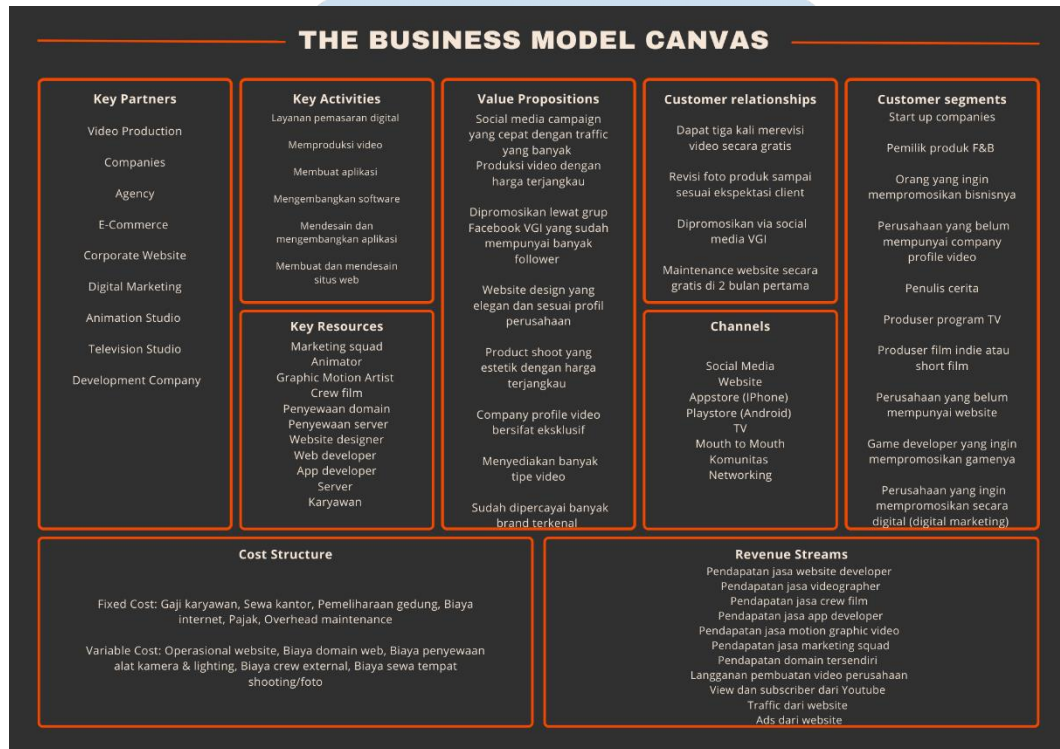 THE BUSINESS MODEL CANVAS
Key Partners
Video Production
Companies
Agency
E-Commerce
Corporate Website
Digital Marketing
Animation Studio
Television Studio
Development Company
Key Activities
Layanan pemasaran digital
Memproduksi video
Membuat aplikasi
Mengembangkan software
Mendesain dan
mengembangkan aplikasi
Membuat dan mendesain
situs web
Key Resources
Marketing squad
Animator
Graphic Motion Artist
Crew film
Penyewaan domain
Penyewaan server
Website designer
Web developer
App developer
Server
Karyawan
Value Propositions
Social media campaign
yang cepat dengan traffic
yang banyak
Produksi video dengan
harga terjangkau
Dipromosikan lewat grup
Facebook VGI yang sudah
mempunyai banyak
follower
Website design yang
elegan dan sesuai profil
perusahaan
Product shoot yang
estetik dengan harga
terjangkau
Company profile video
bersifat eksklusif
Menyediakan banyak
tipe video
Sudah dipercayai banyak
brand terkenal
Customer relationships
Dapat tiga kali merevisi
video secara gratis
Revisi foto produk sampai
sesuai ekspektasi client
Dipromosikan via social
media VGI
Maintenance website secara
gratis di 2 bulan pertama
Channels
Social Media
Website
Appstore (IPhone)
Playstore (Android)
TV
Mouth to Mouth
Komunitas
Networking
Customer segments
Start up companies
Pemilik produk F&B
Orang yang ingin
mempromosikan bisnisnya
Perusahaan yang belum
mempunyai company
profile video
Penulis cerita
Produser program TV
Produser film indie atau
short film
Perusahaan yang belum
mempunyai website
Game developer yang ingin
mempromosikan gamenya
Perusahaan yang ingin
mempromosikan secara
digital (digital marketing)
Cost Structure
Fixed Cost: Gaji karyawan, Sewa kantor, Pemeliharaan gedung, Biaya
internet, Pajak, Overhead maintenance
Variable Cost: Operasional website, Biaya domain web, Biaya penyewaan
alat kamera & lighting, Biaya crew external, Biaya sewa tempat
shooting/foto
Revenue Streams
Pendapatan jasa website developer
Pendapatan jasa videographer
Pendapatan jasa crew film
Pendapatan jasa app developer
Pendapatan jasa motion graphic video
Pendapatan jasa marketing squad
Pendapatan domain tersendiri
Langganan pembuatan video perusahaan
View dan subscriber dari Youtube
Traffic dari website
Ads dari website